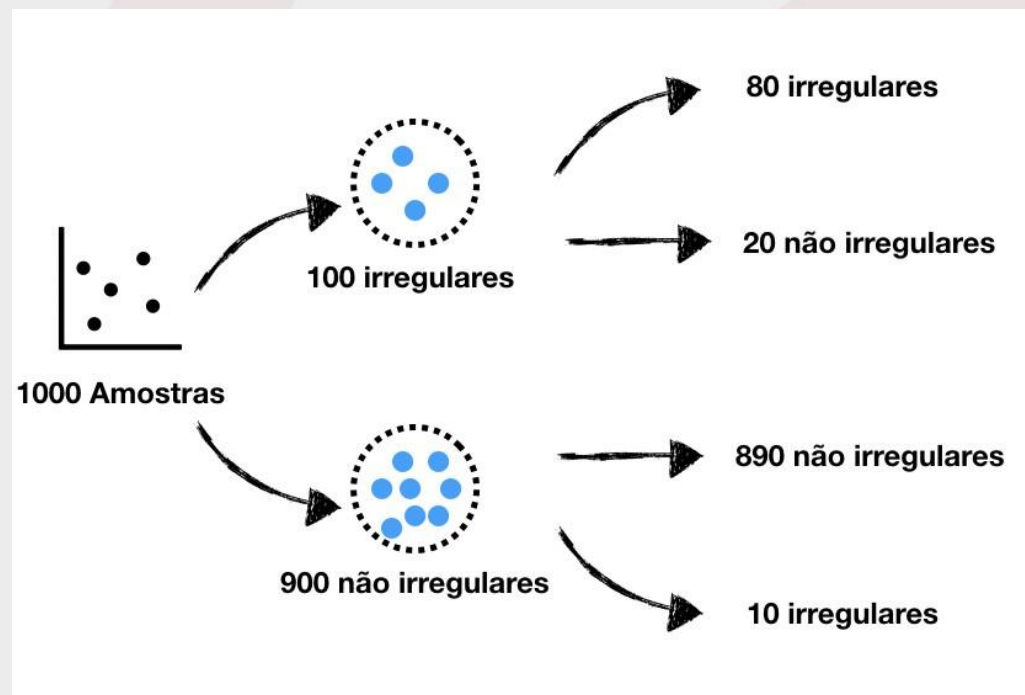 80 irregulares
20 não irregulares
100 irregulares
1000 Amostras
890 não irregulares
900 não irregulares
10 irregulares